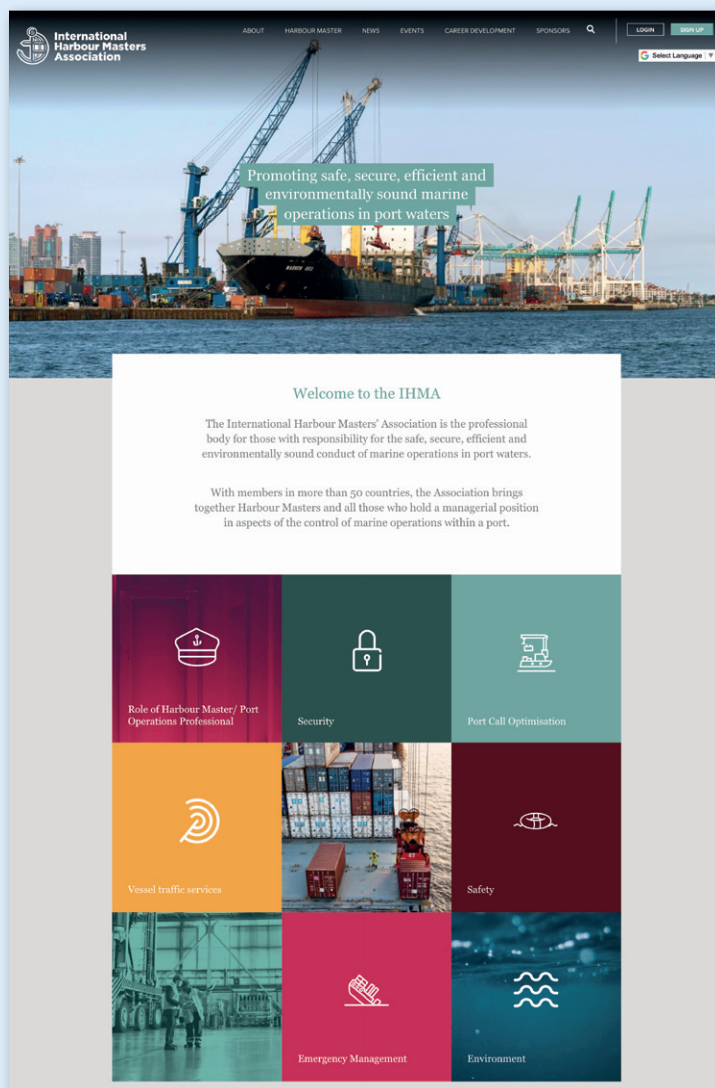 International
Harbour Masters
Association
ABOUT
HARBOUR MASTER
NEWS
EVENTS
CAREER DEVELOPMENT
SPONSORS
LOGIN
SIGN UP
G Select Language
Promoting safe, secure, efficient and
environmentally sound marine
operations in port waters
Welcome to the IHMA
The International Harbour Masters' Association is the professional
body for those with responsibility for the safe, secure, efficient and
environmentally sound conduct of marine operations in port waters.
With members in more than 50 countries, the Association brings
together Harbour Masters and all those who hold a managerial position
in aspects of the control of marine operations within a port.
Role of Harbour Master/ Port
Operations Professional
Security
Port Call Optimisation
Vessel traffic services
Safety
Emergency Management
Environment